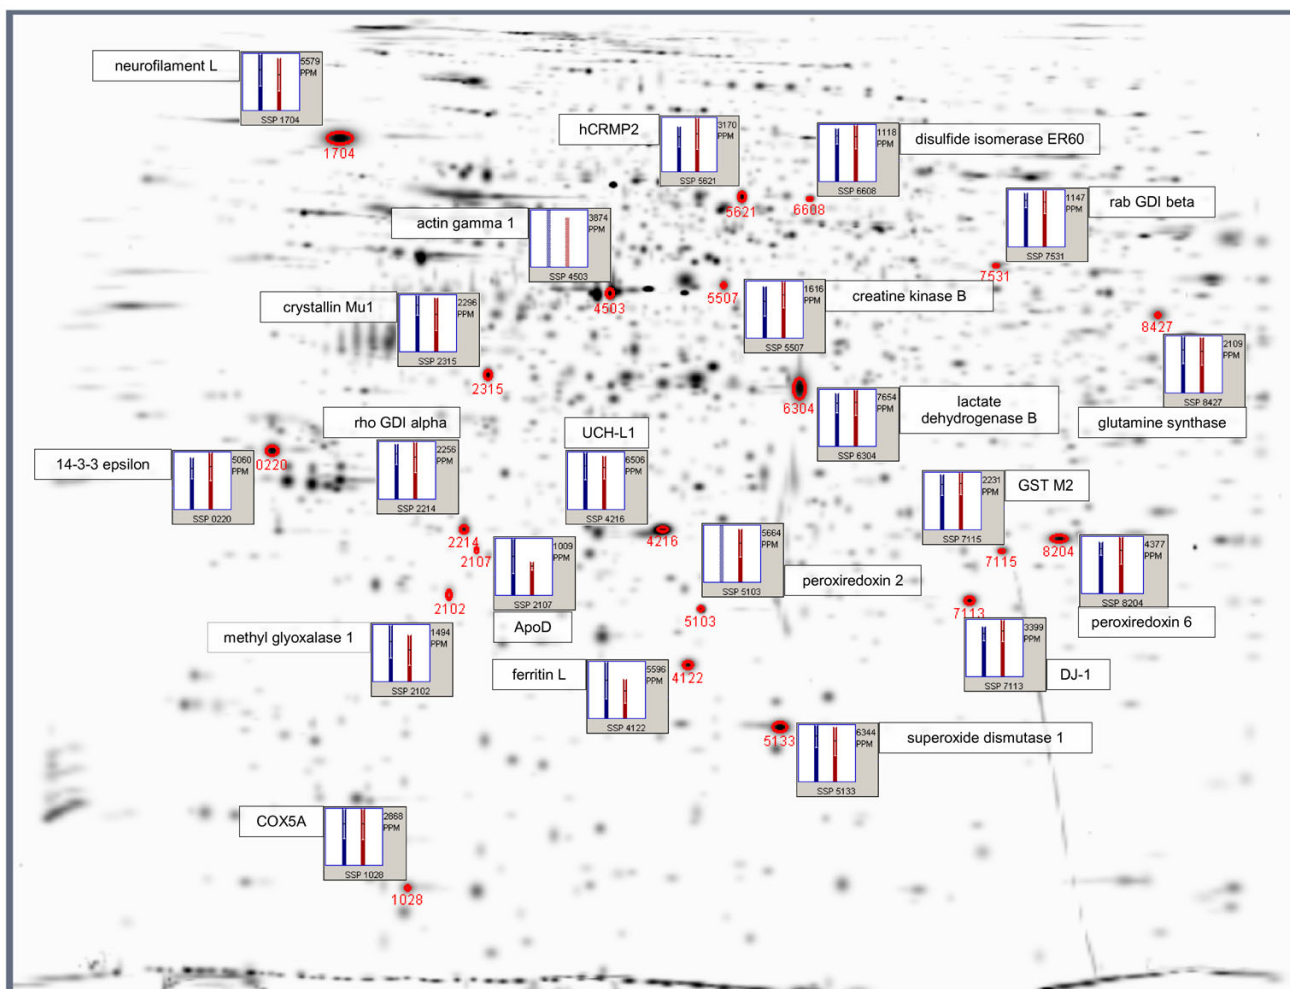 neurofilament L
5579
PPM
SSP 1704
1704
hCRMP2
3170
PPM
SSP 5621
5621
1118
PPM
SSP 6608
disulfide isomerase ER60
6608
actin gamma 1
3874
PPM
SSP 4503
4503
1147
PPM
SSP 7531
rab GDI beta
7531
crystallin Mu1
2296
PPM
SSP 2315
2315
5507
1616
PPM
SSP 5507
creatine kinase B
8427
2109
PPM
SSP 8427
glutamine synthase
6304
7654
PPM
SSP 6304
lactate
dehydrogenase B
rho GDI alpha
2256
PPM
SSP 2214
2214
UCH-L1
6506
PPM
SSP 4216
4216
14-3-3 epsilon
5060
PPM
SSP 0220
0220
2231
PPM
SSP 7115
GST M2
7115
8204
4377
PPM
SSP 8204
peroxiredoxin 6
2107
1009
PPM
SSP 2107
ApoD
5664
PPM
SSP 5103
peroxiredoxin 2
5103
2102
methyl glyoxalase 1
1494
PPM
SSP 2102
7113
3399
PPM
SSP 7113
DJ-1
ferritin L
5596
PPM
SSP 4122
4122
5133
6344
PPM
SSP 5133
superoxide dismutase 1
COX5A
2868
PPM
SSP 1028
1028